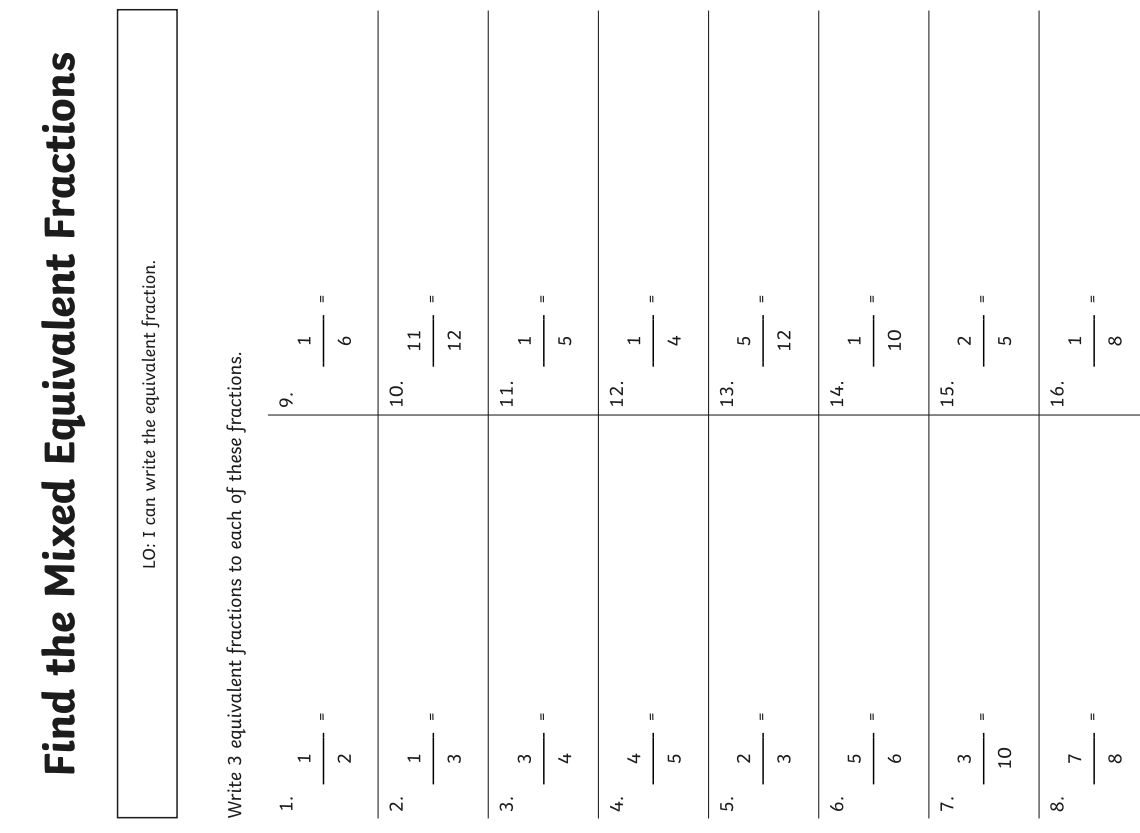 Find the Mixed Equivalent Fractions
LO: I can write the equivalent fraction.
Write 3 equivalent fractions to each of these fractions.
1. 1/2 =
2. 1/3 =
3. 3/4 =
4. 4/5 =
5. 2/3 =
6. 5/6 =
7. 3/10 =
8. 7/8 =
9. 1/6 =
10. 11/12 =
11. 1/5 =
12. 1/4 =
13. 5/12 =
14. 1/10 =
15. 2/5 =
16. 1/8 =